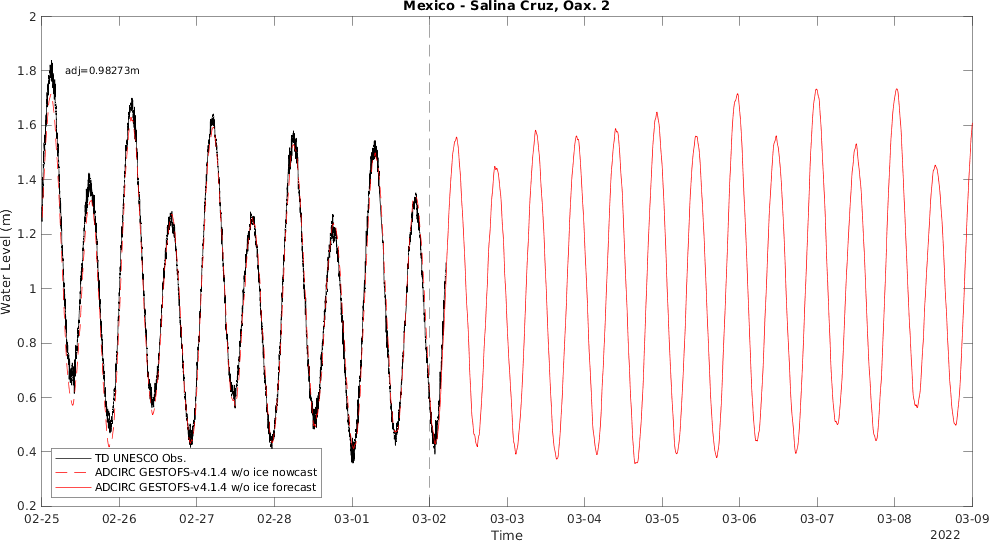 Mexico - Salina Cruz, Oax. 2
2
1.8
1.6
1.4
1.2
1
0.8
0.6
0.4
0.2
Water Level (m)
adj=0.98273m
TD UNESCO Obs.
ADCIRC GESTOFS-v4.1.4 w/o ice nowcast
ADCIRC GESTOFS-v4.1.4 w/o ice forecast
02-25 02-26 02-27 02-28 03-01 03-02 03-03 03-04 03-05 03-06 03-07 03-08 03-09
Time
2022